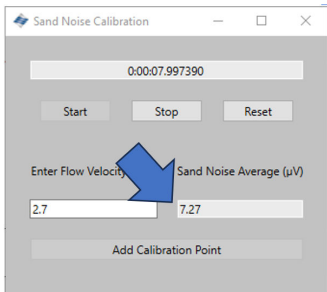 Sand Noise Calibration
0:00:07.997390
Start Stop Reset
Enter Flow Velocity Sand Noise Average (µV)
2.7 7.27
Add Calibration Point